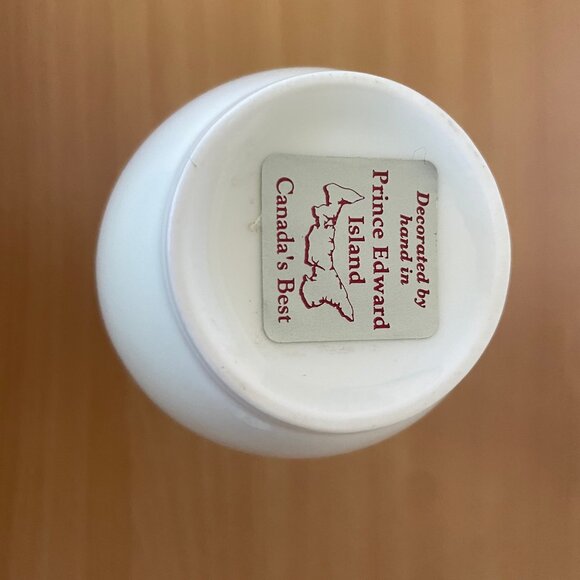 Decorated by
hand in
Prince Edward
Island
Canada's Best